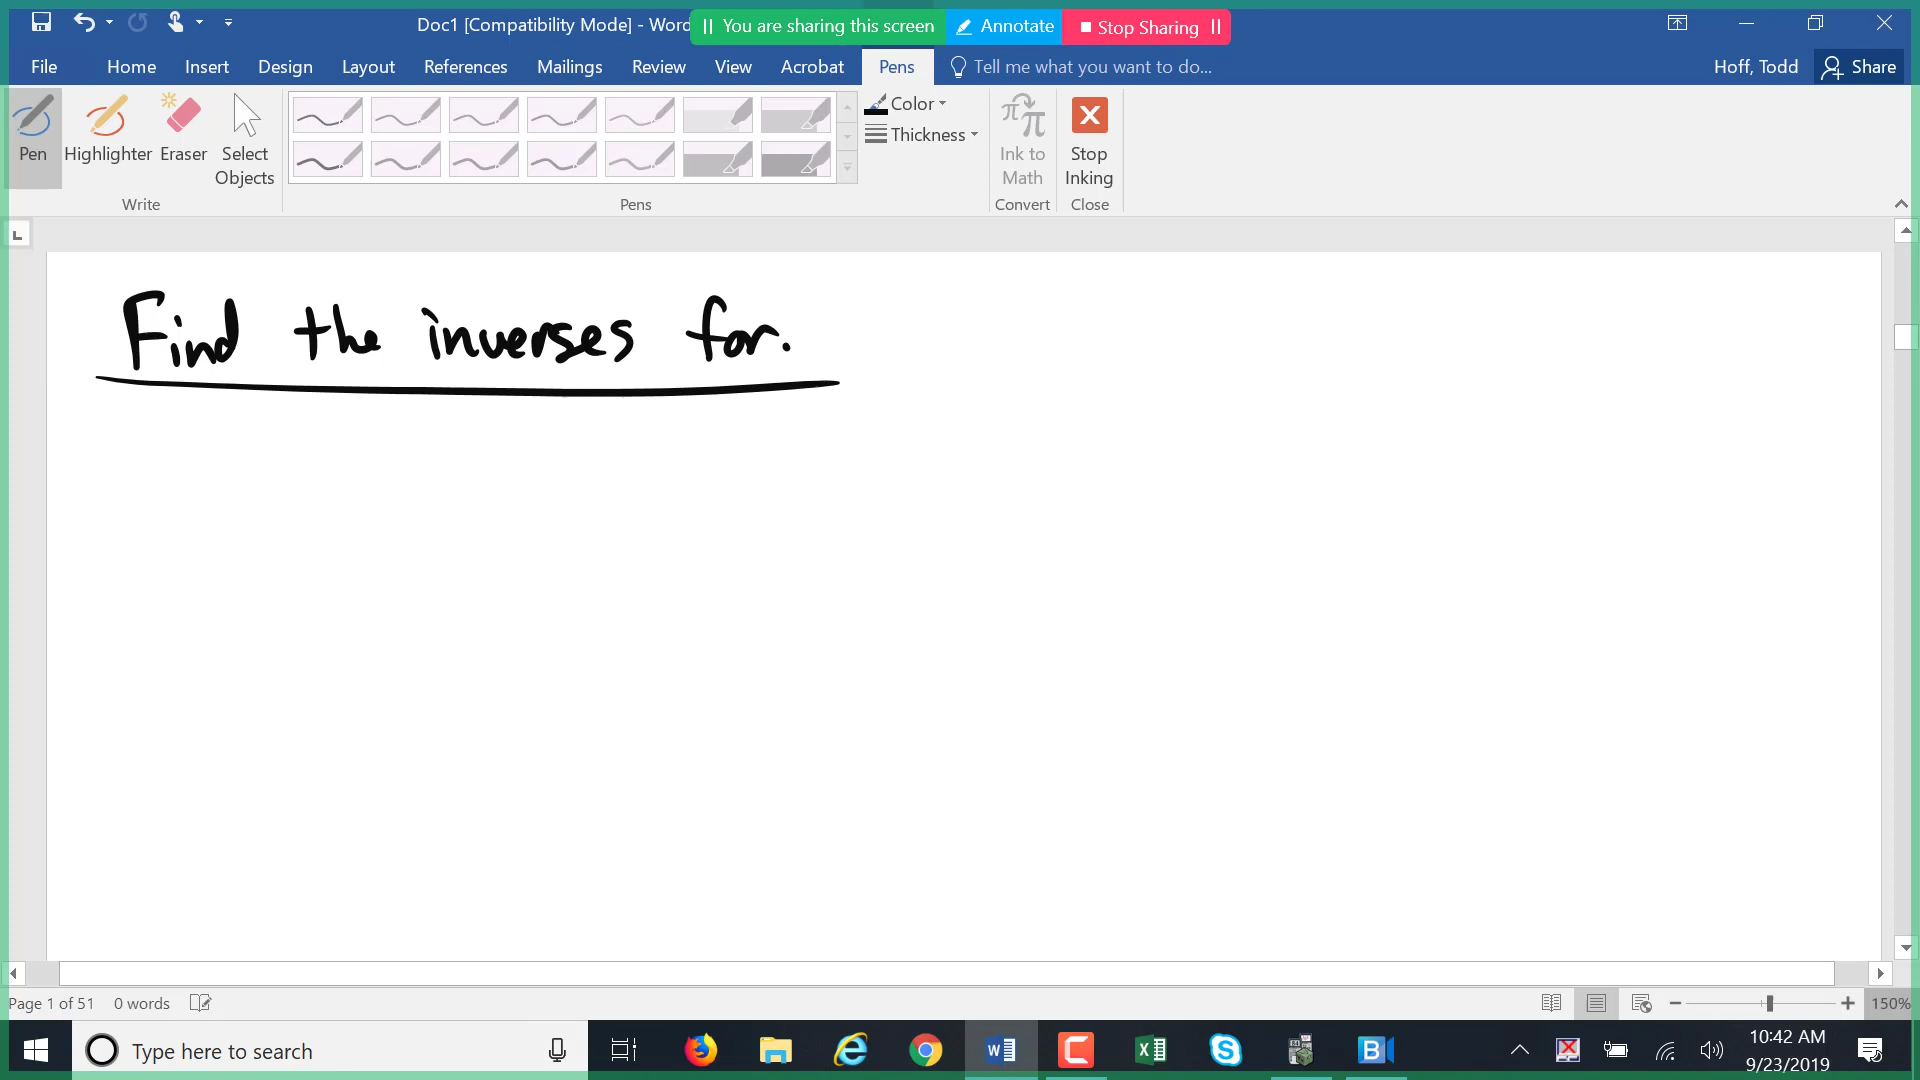 Doc1 [Compatibility Mode] - Word
You are sharing this screen
Annotate
Stop Sharing
File Home Insert Design Layout References Mailings Review View Acrobat Pens Tell me what you want to do... Hoff, Todd Share
Pen
Highlighter
Eraser
Select Objects
Color
Thickness
Ink to Math
Stop Inking
Write
Pens
Convert
Close
Find the inverses for.
Page 1 of 51 0 words
150%
Type here to search
10:42 AM
9/23/2019